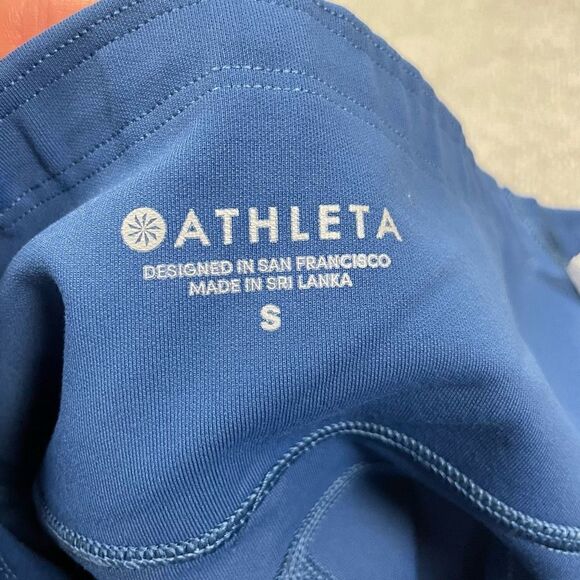 ATHLETA
DESIGNED IN SAN FRANCISCO
MADE IN SRI LANKA
S